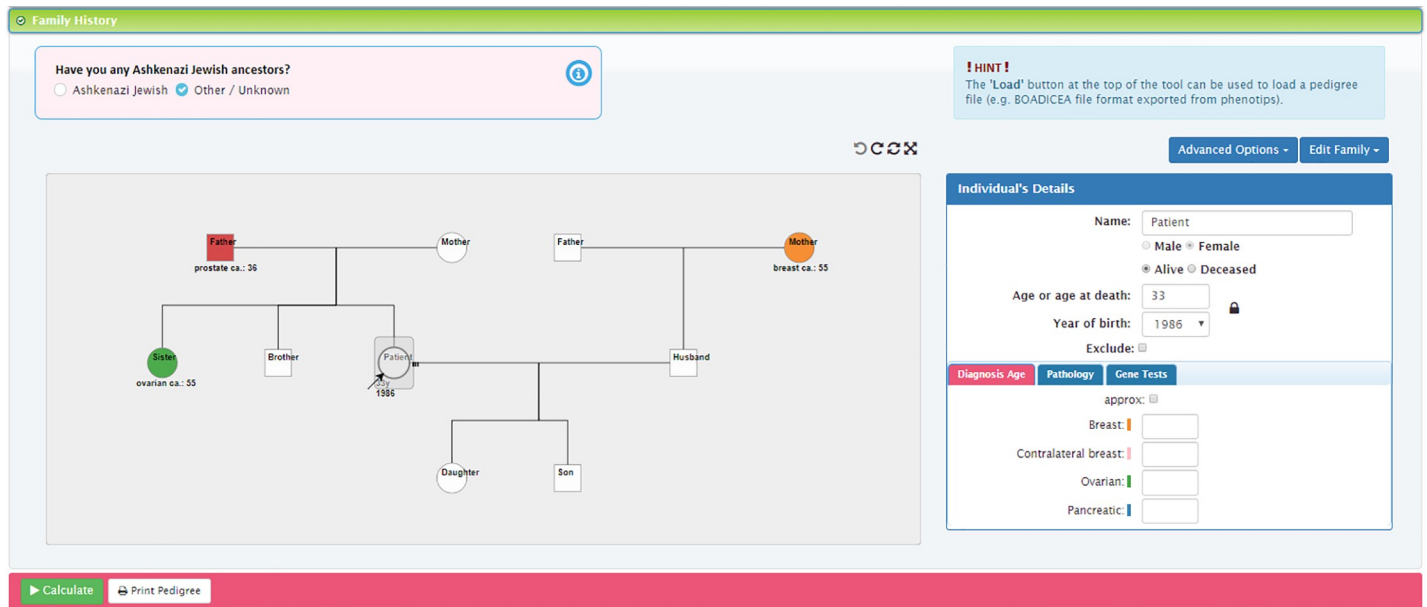 Family History
Have you any Ashkenazi Jewish ancestors?
Ashkenazi Jewish Other / Unknown
! HINT !
The 'Load' button at the top of the tool can be used to load a pedigree
file (e.g. BOADICEA file format exported from phenotips).
Advanced Options Edit Family
Individual's Details
Name: Patient
Male Female
Alive Deceased
Age or age at death: 33
Year of birth: 1986
Exclude:
Diagnosis Age Pathology Gene Tests
approx:
Breast:
Contralateral breast:
Ovarian:
Pancreatic:
Father Mother Father Mother
prostate ca.: 36 breast ca.: 55
Sister Brother Patient Husband
ovarian ca.: 55 33y
1986
Daughter Son
Calculate Print Pedigree